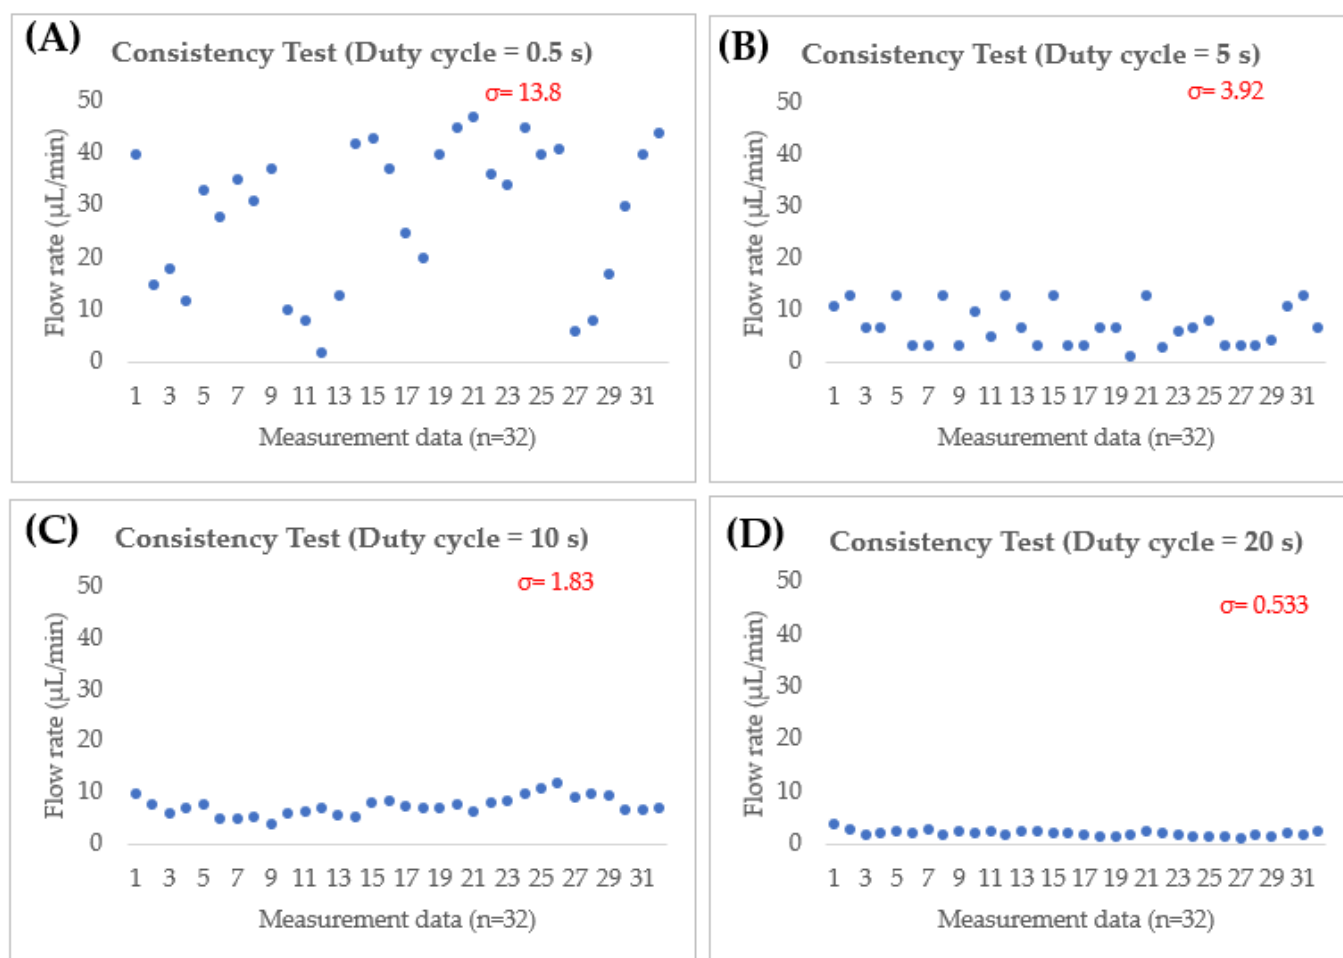 (A)
Consistency Test (Duty cycle = 0.5 s)
σ= 13.8
Flow rate (µL/min)
50
40
30
20
10
0
1 3 5 7 9 11 13 15 17 19 21 23 25 27 29 31
Measurement data (n=32)
(B)
Consistency Test (Duty cycle = 5 s)
σ= 3.92
Flow rate (µL/min)
50
40
30
20
10
0
1 3 5 7 9 11 13 15 17 19 21 23 25 27 29 31
Measurement data (n=32)
(C)
Consistency Test (Duty cycle = 10 s)
σ= 1.83
Flow rate (µL/min)
50
40
30
20
10
0
1 3 5 7 9 11 13 15 17 19 21 23 25 27 29 31
Measurement data (n=32)
(D)
Consistency Test (Duty cycle = 20 s)
σ= 0.533
Flow rate (µL/min)
50
40
30
20
10
0
1 3 5 7 9 11 13 15 17 19 21 23 25 27 29 31
Measurement data (n=32)